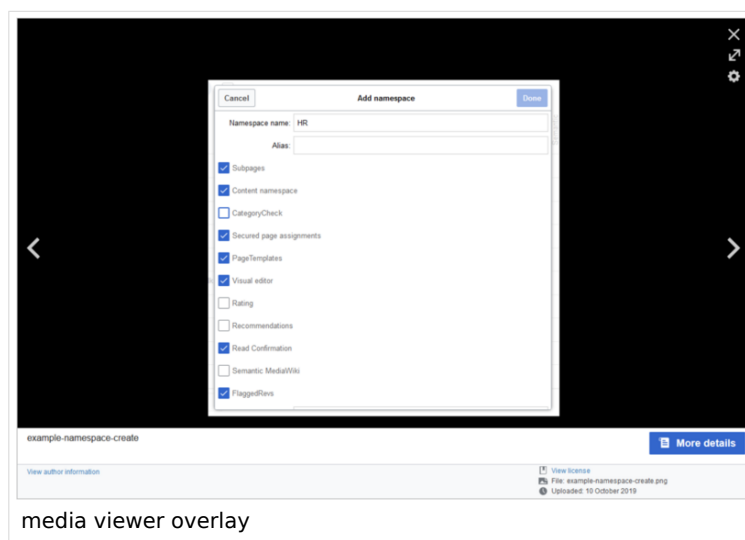 Cancel Add namespace Done
Namespace name: HR
Alias:
Subpages
Content namespace
CategoryCheck
Secured page assignments
PageTemplates
Visual editor
Rating
Recommendations
Read Confirmation
Semantic MediaWiki
FlaggedRevs
example-namespace-create
More details
View author information
View license
File: example-namespace-create.png
Uploaded: 10 October 2019
media viewer overlay